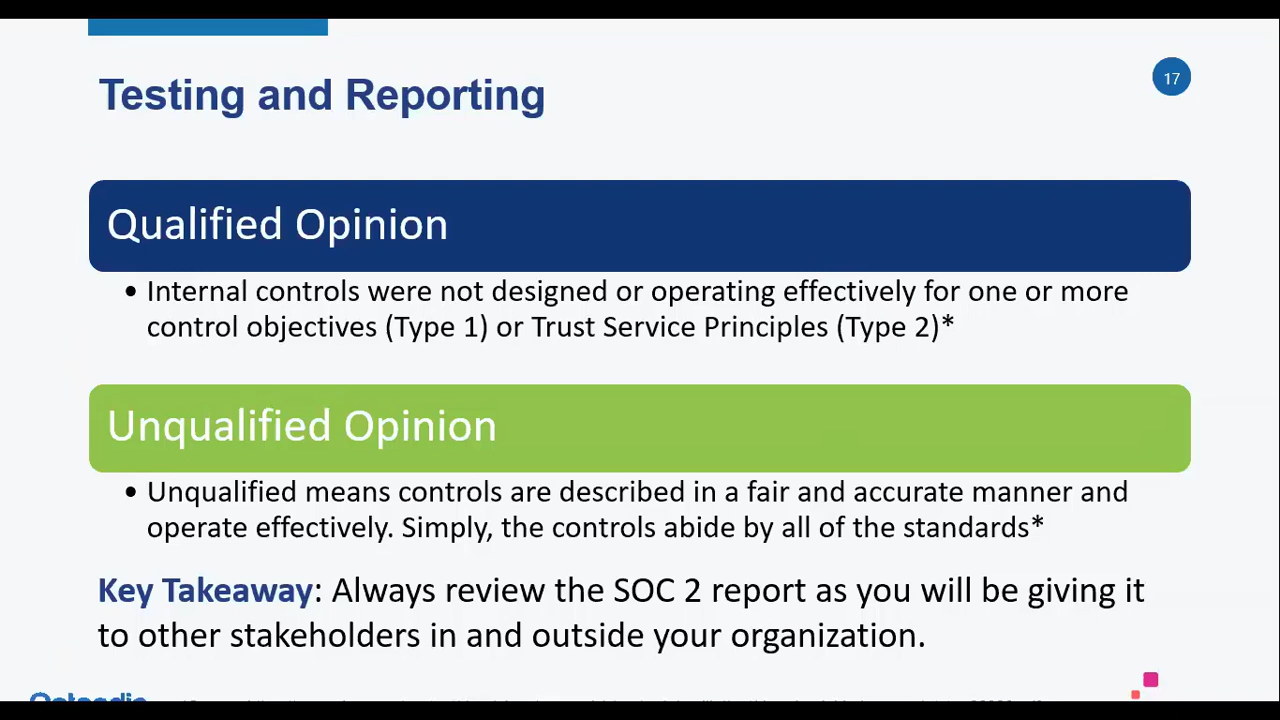 17
Testing and Reporting
Qualified Opinion
• Internal controls were not designed or operating effectively for one or more
control objectives (Type 1) or Trust Service Principles (Type 2)*
Unqualified Opinion
• Unqualified means controls are described in a fair and accurate manner and
operate effectively. Simply, the controls abide by all of the standards*
Key Takeaway: Always review the SOC 2 report as you will be giving it
to other stakeholders in and outside your organization.